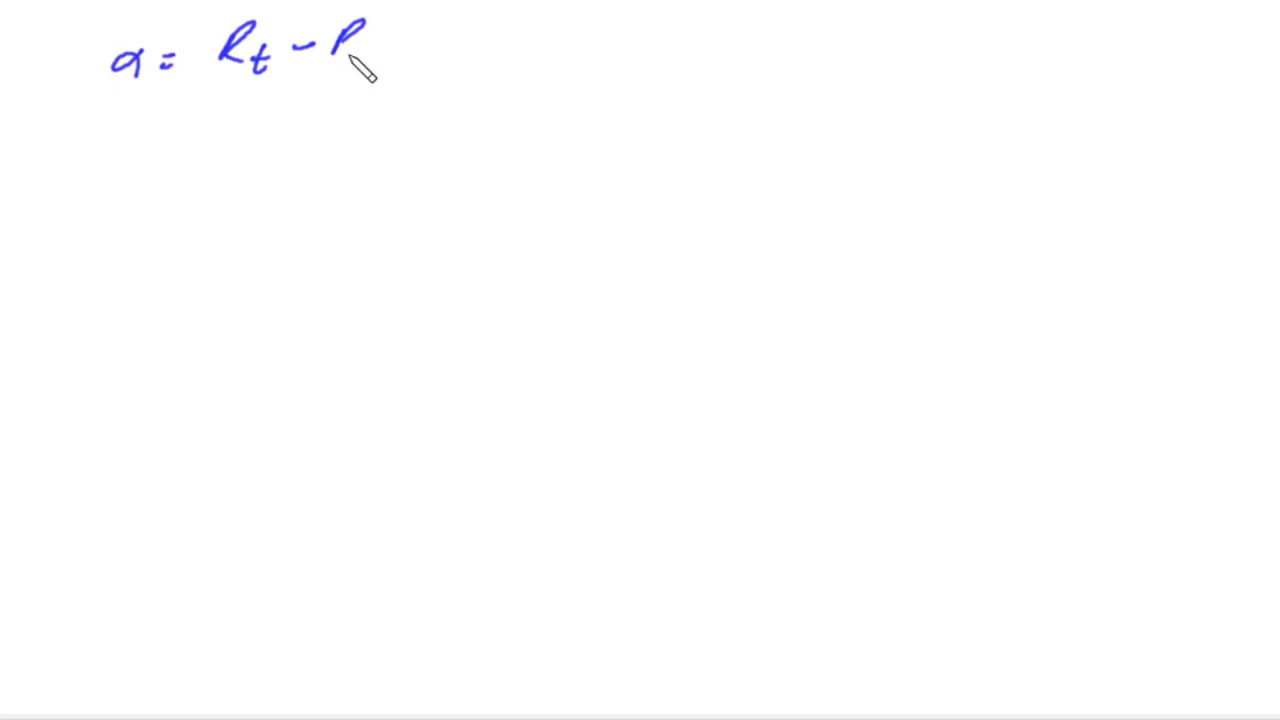 α = R_t - P